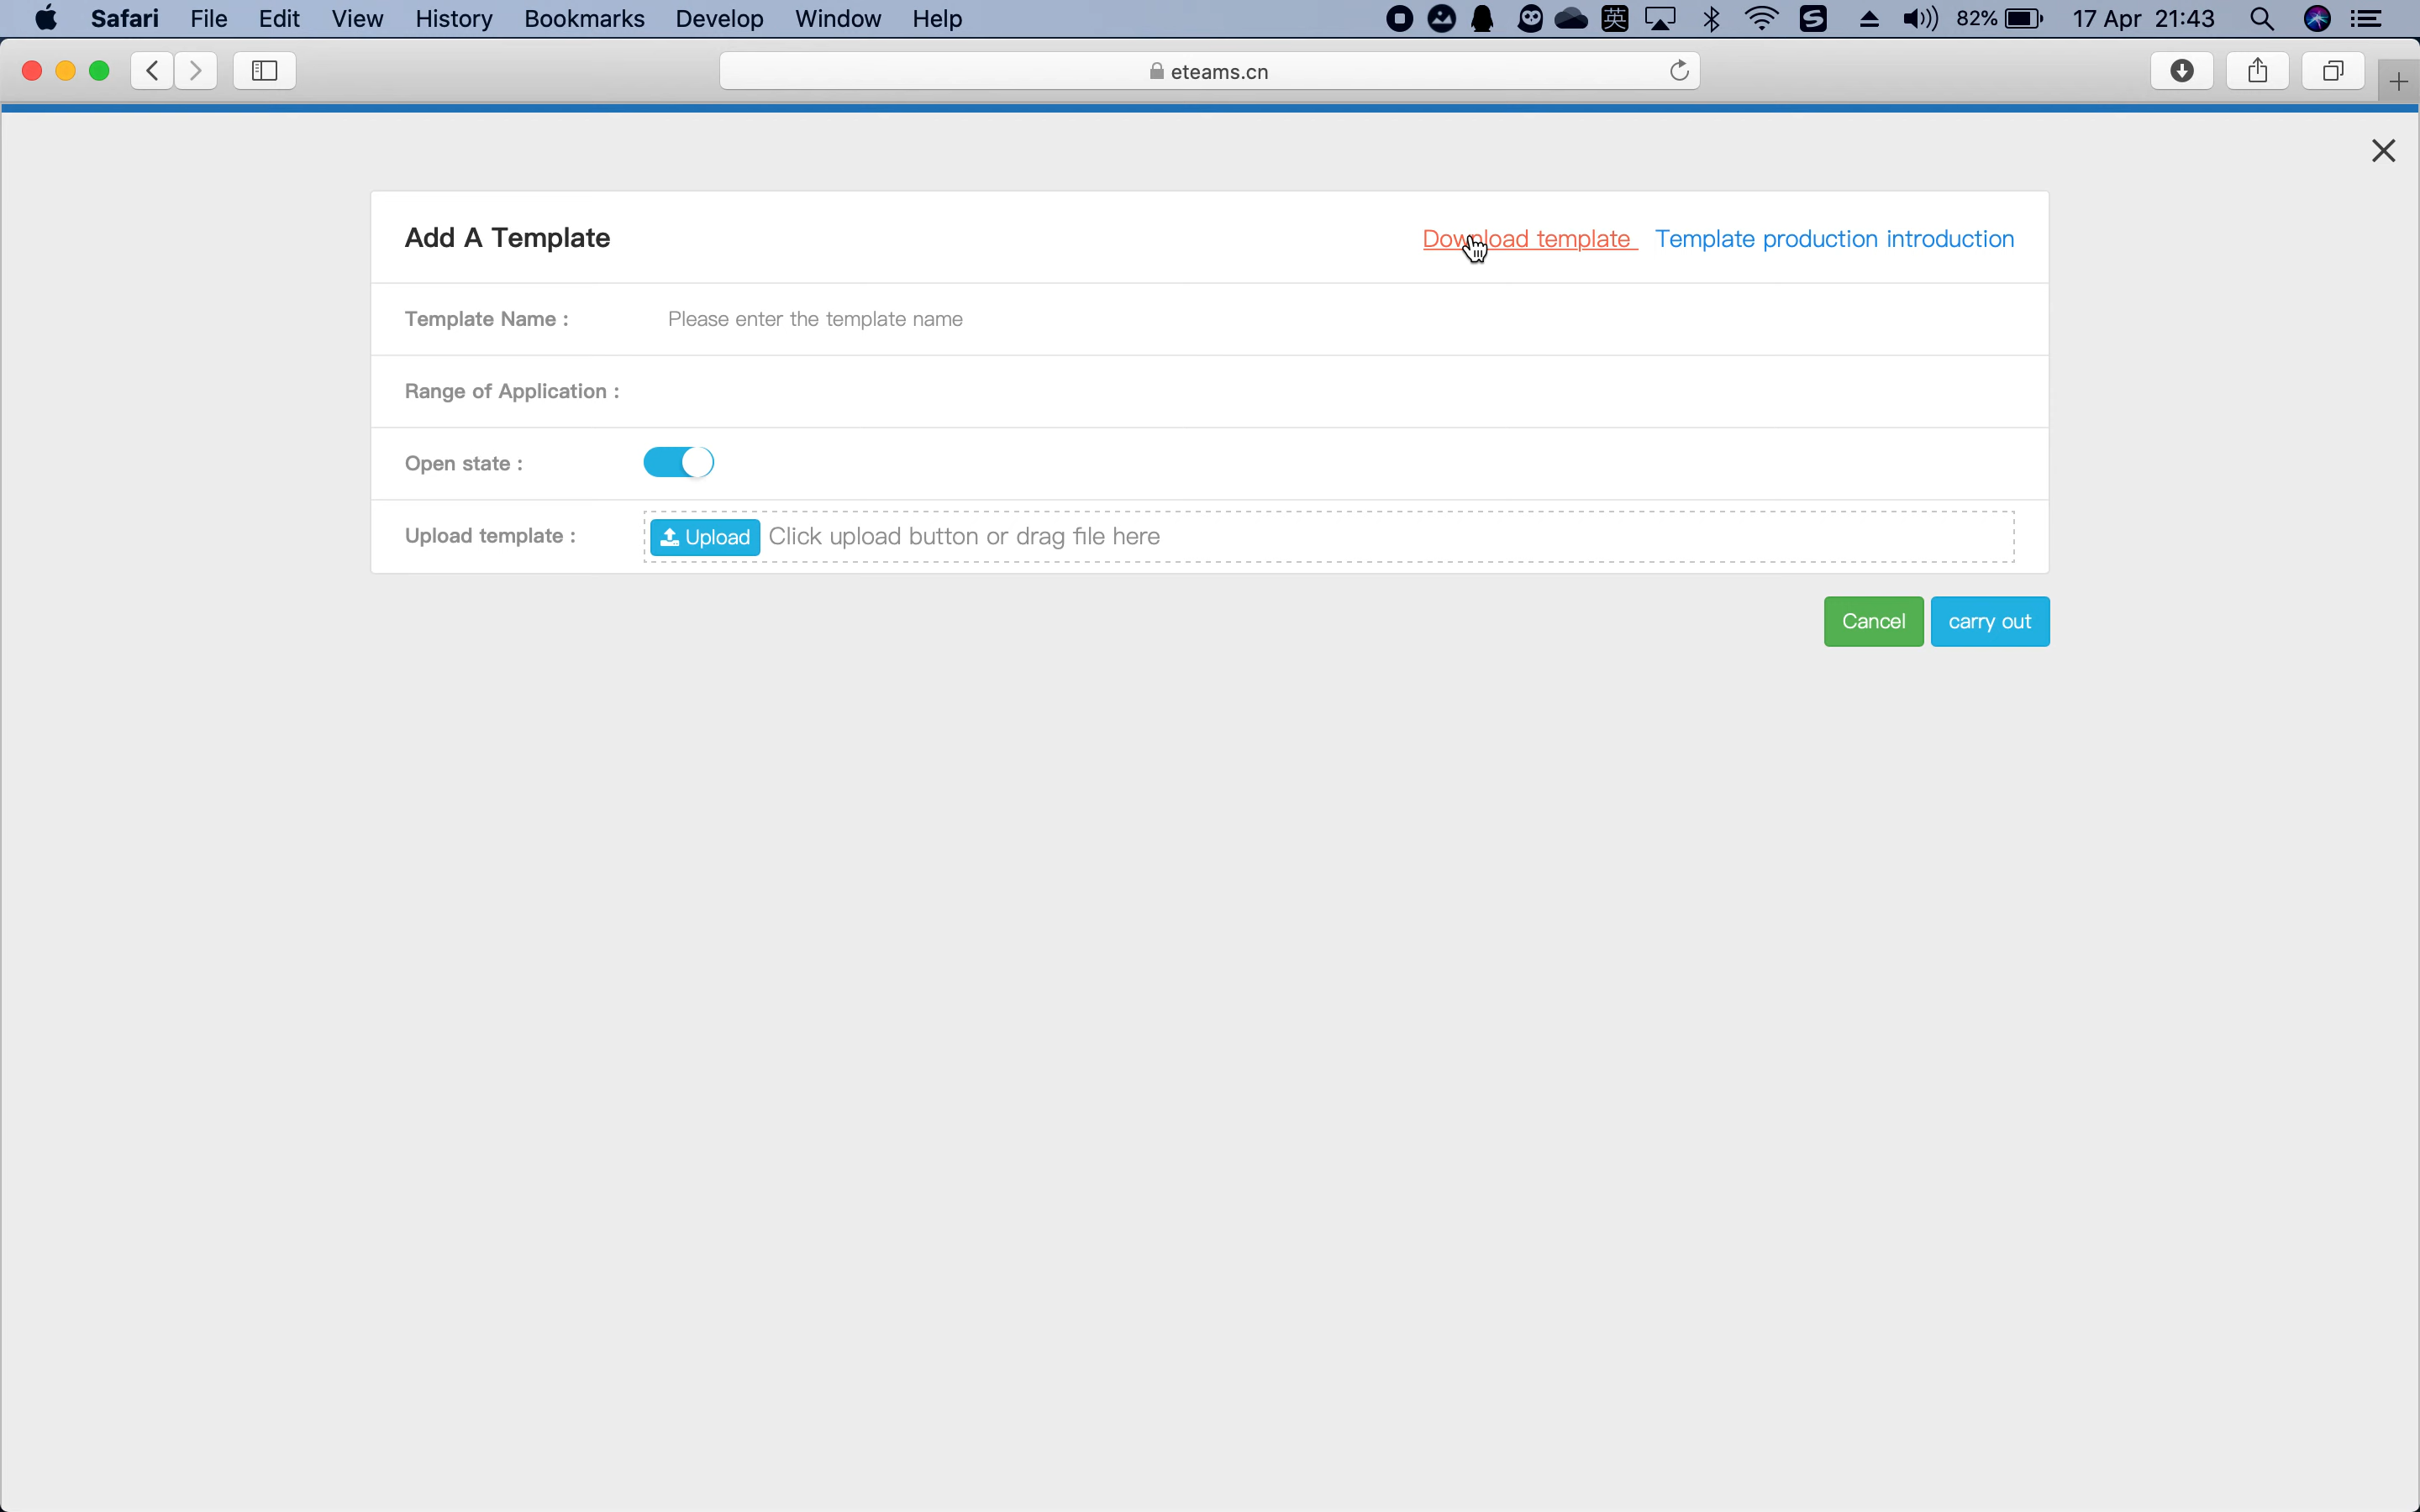 Safari File Edit View History Bookmarks Develop Window Help 英 S 82% 17 Apr 21:43
eteams.cn
Add A Template Download template Template production introduction
Template Name : Please enter the template name
Range of Application :
Open state :
Upload template : Upload Click upload button or drag file here
Cancel carry out